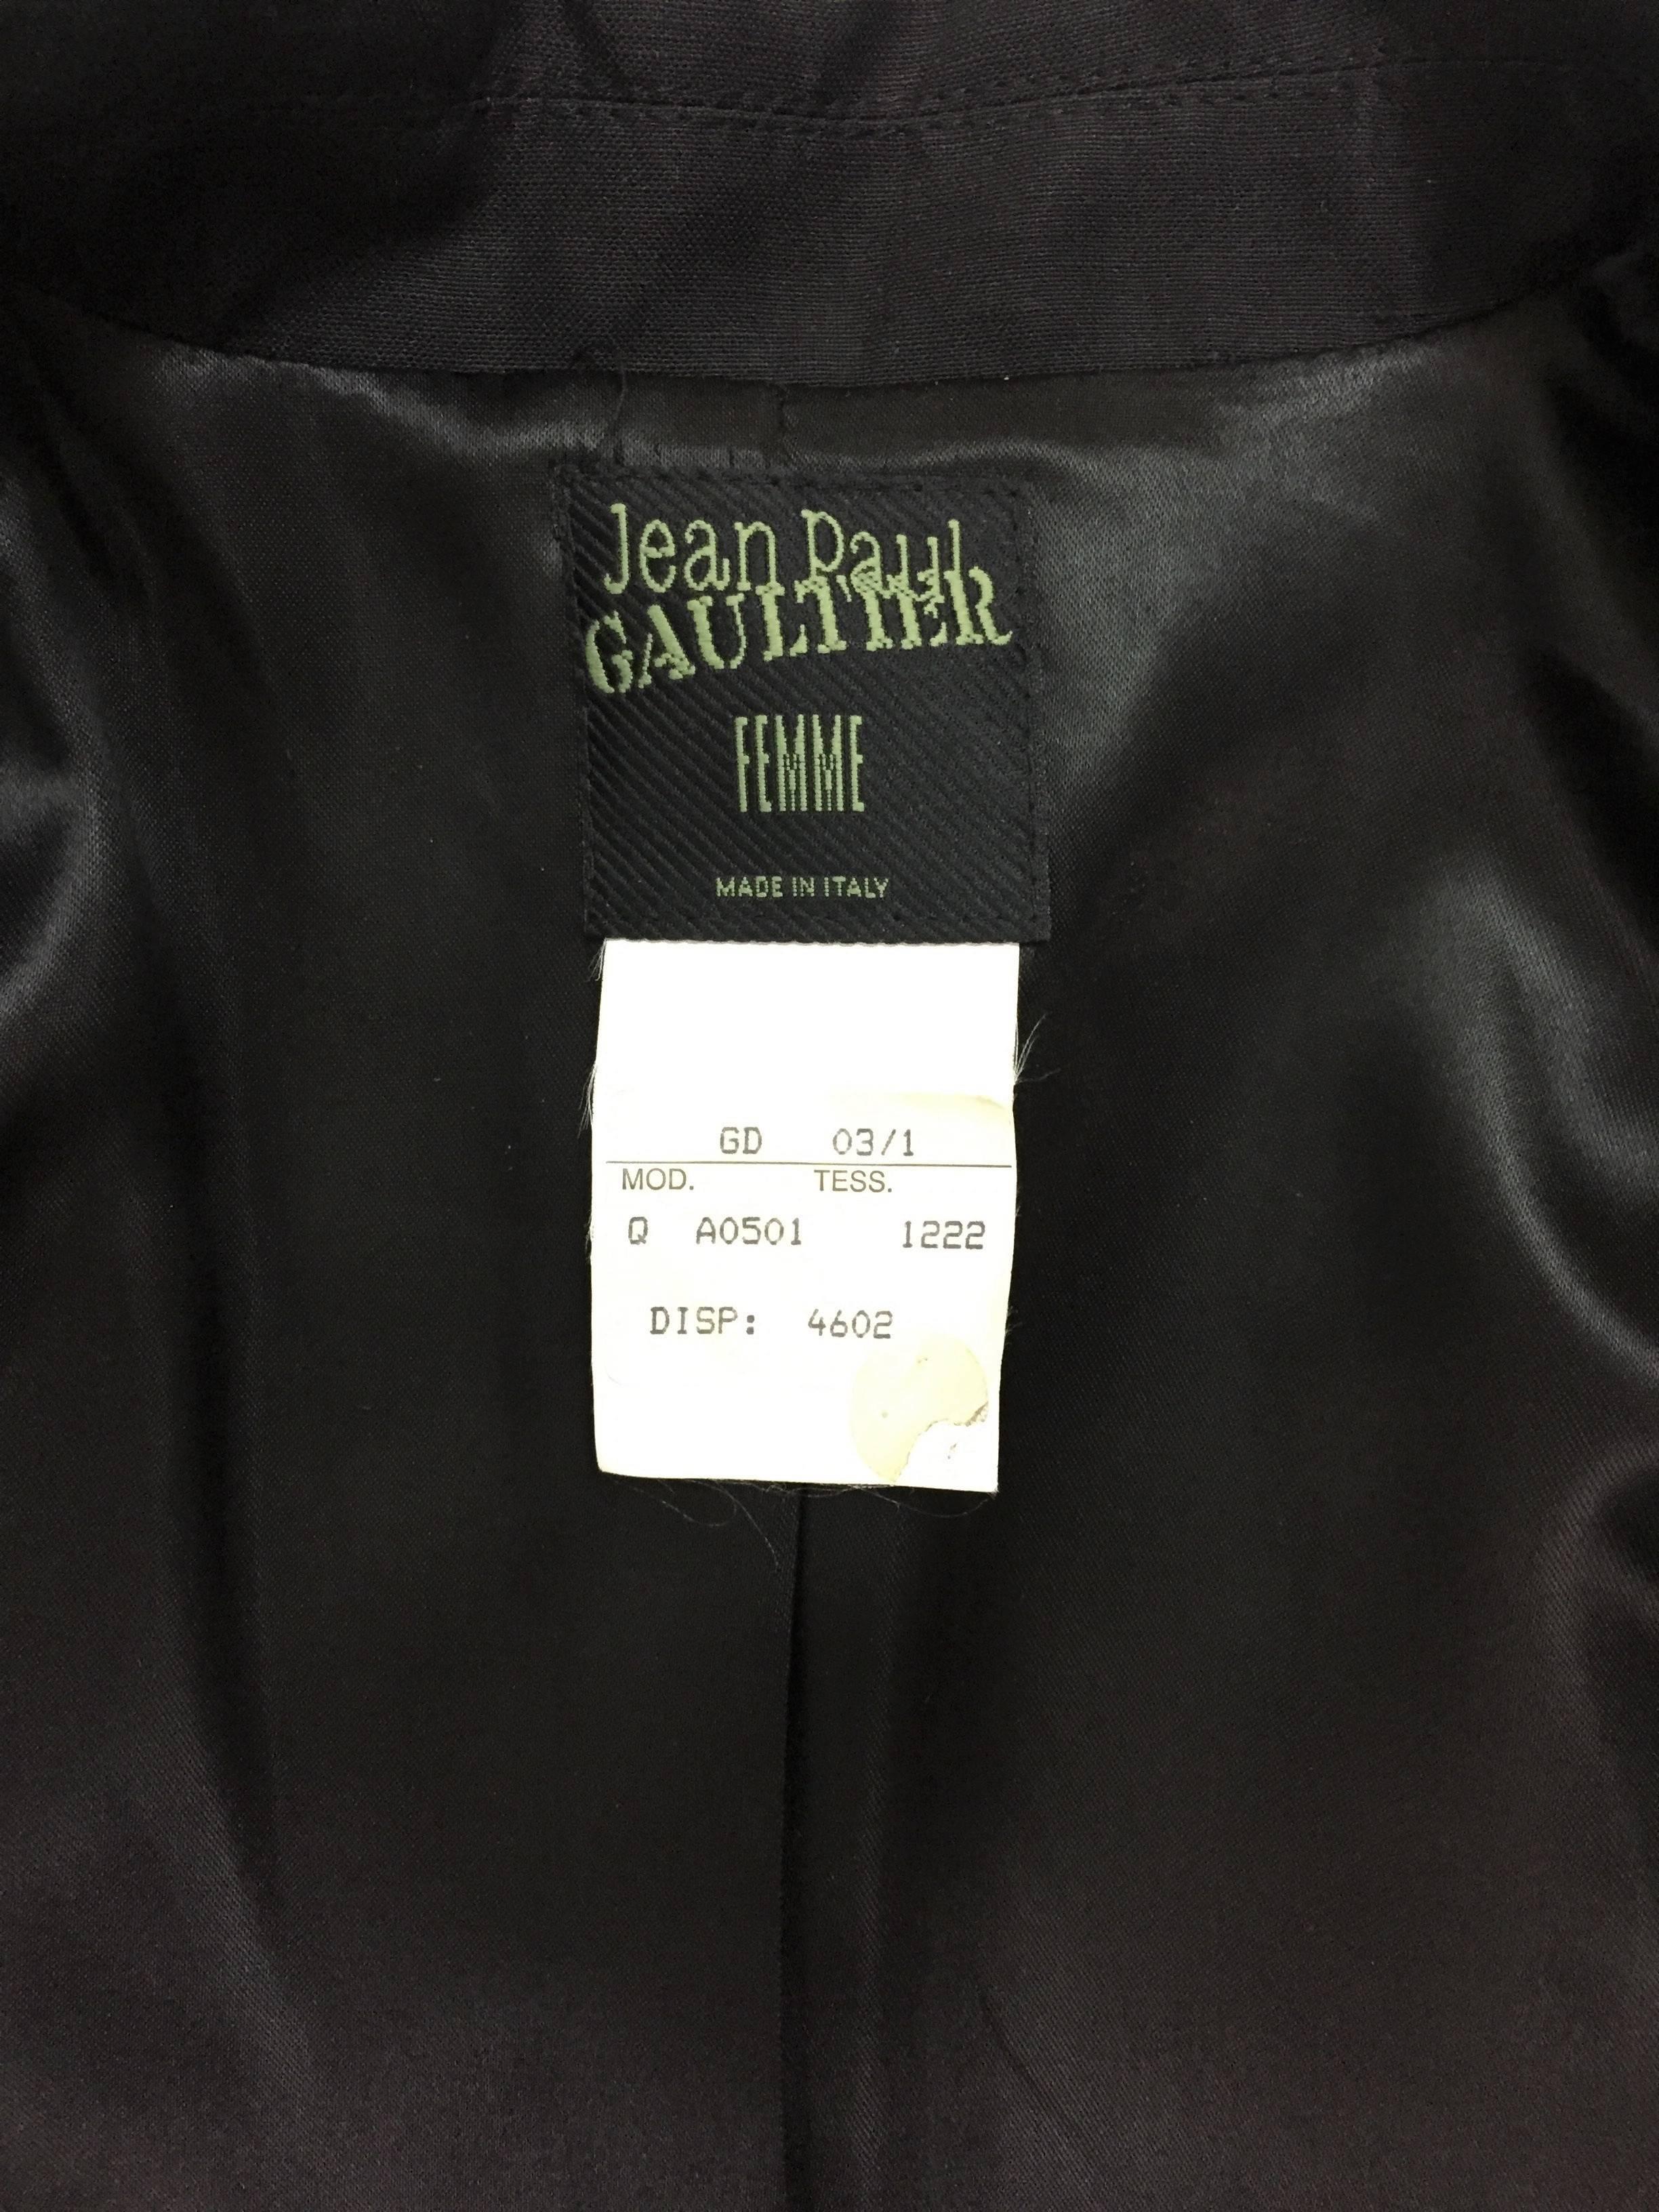 Jean Paul
GAULTIER
FEMME
MADE IN ITALY
GD 03/1
MOD. TESS.
Q A0501 1222
DISP: 4602